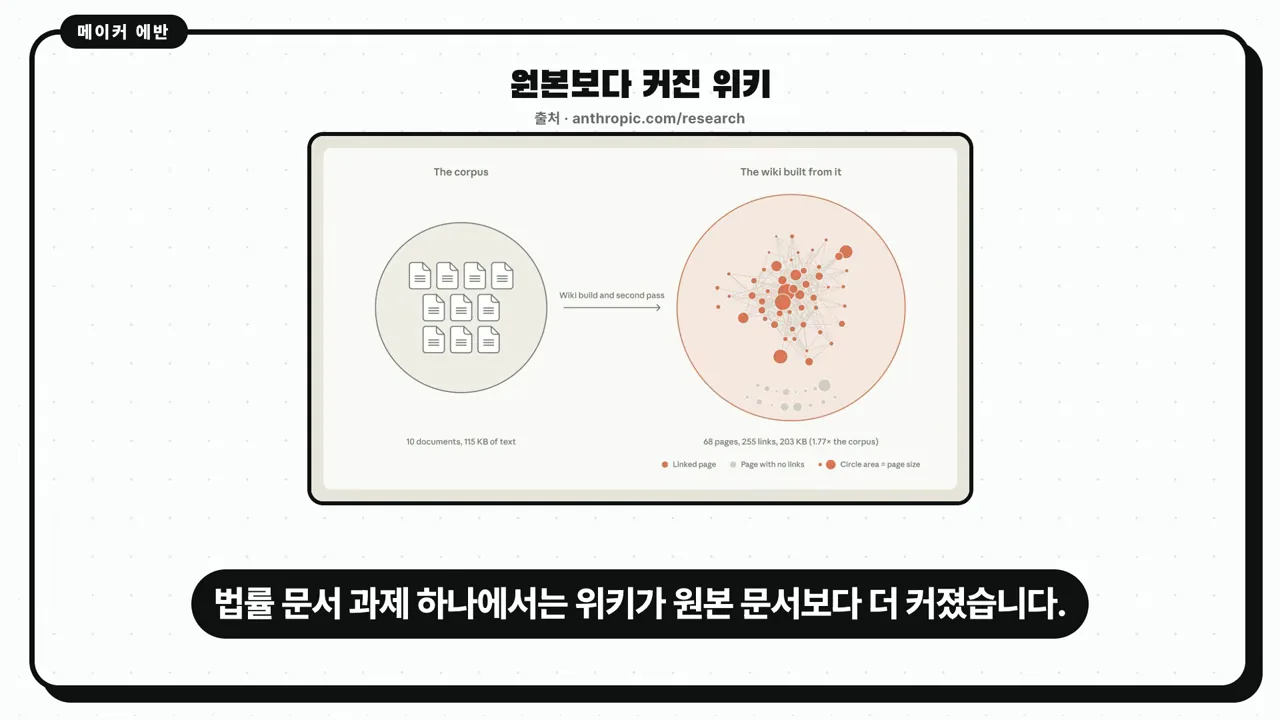 메이커 에반
원본보다 커진 위키
출처 · anthropic.com/research
The corpus
The wiki built from it
Wiki build and second pass
10 documents, 115 KB of text
68 pages, 255 links, 203 KB (1.77× the corpus)
Linked page
Page with no links
Circle area = page size
법률 문서 과제 하나에서는 위키가 원본 문서보다 더 커졌습니다.